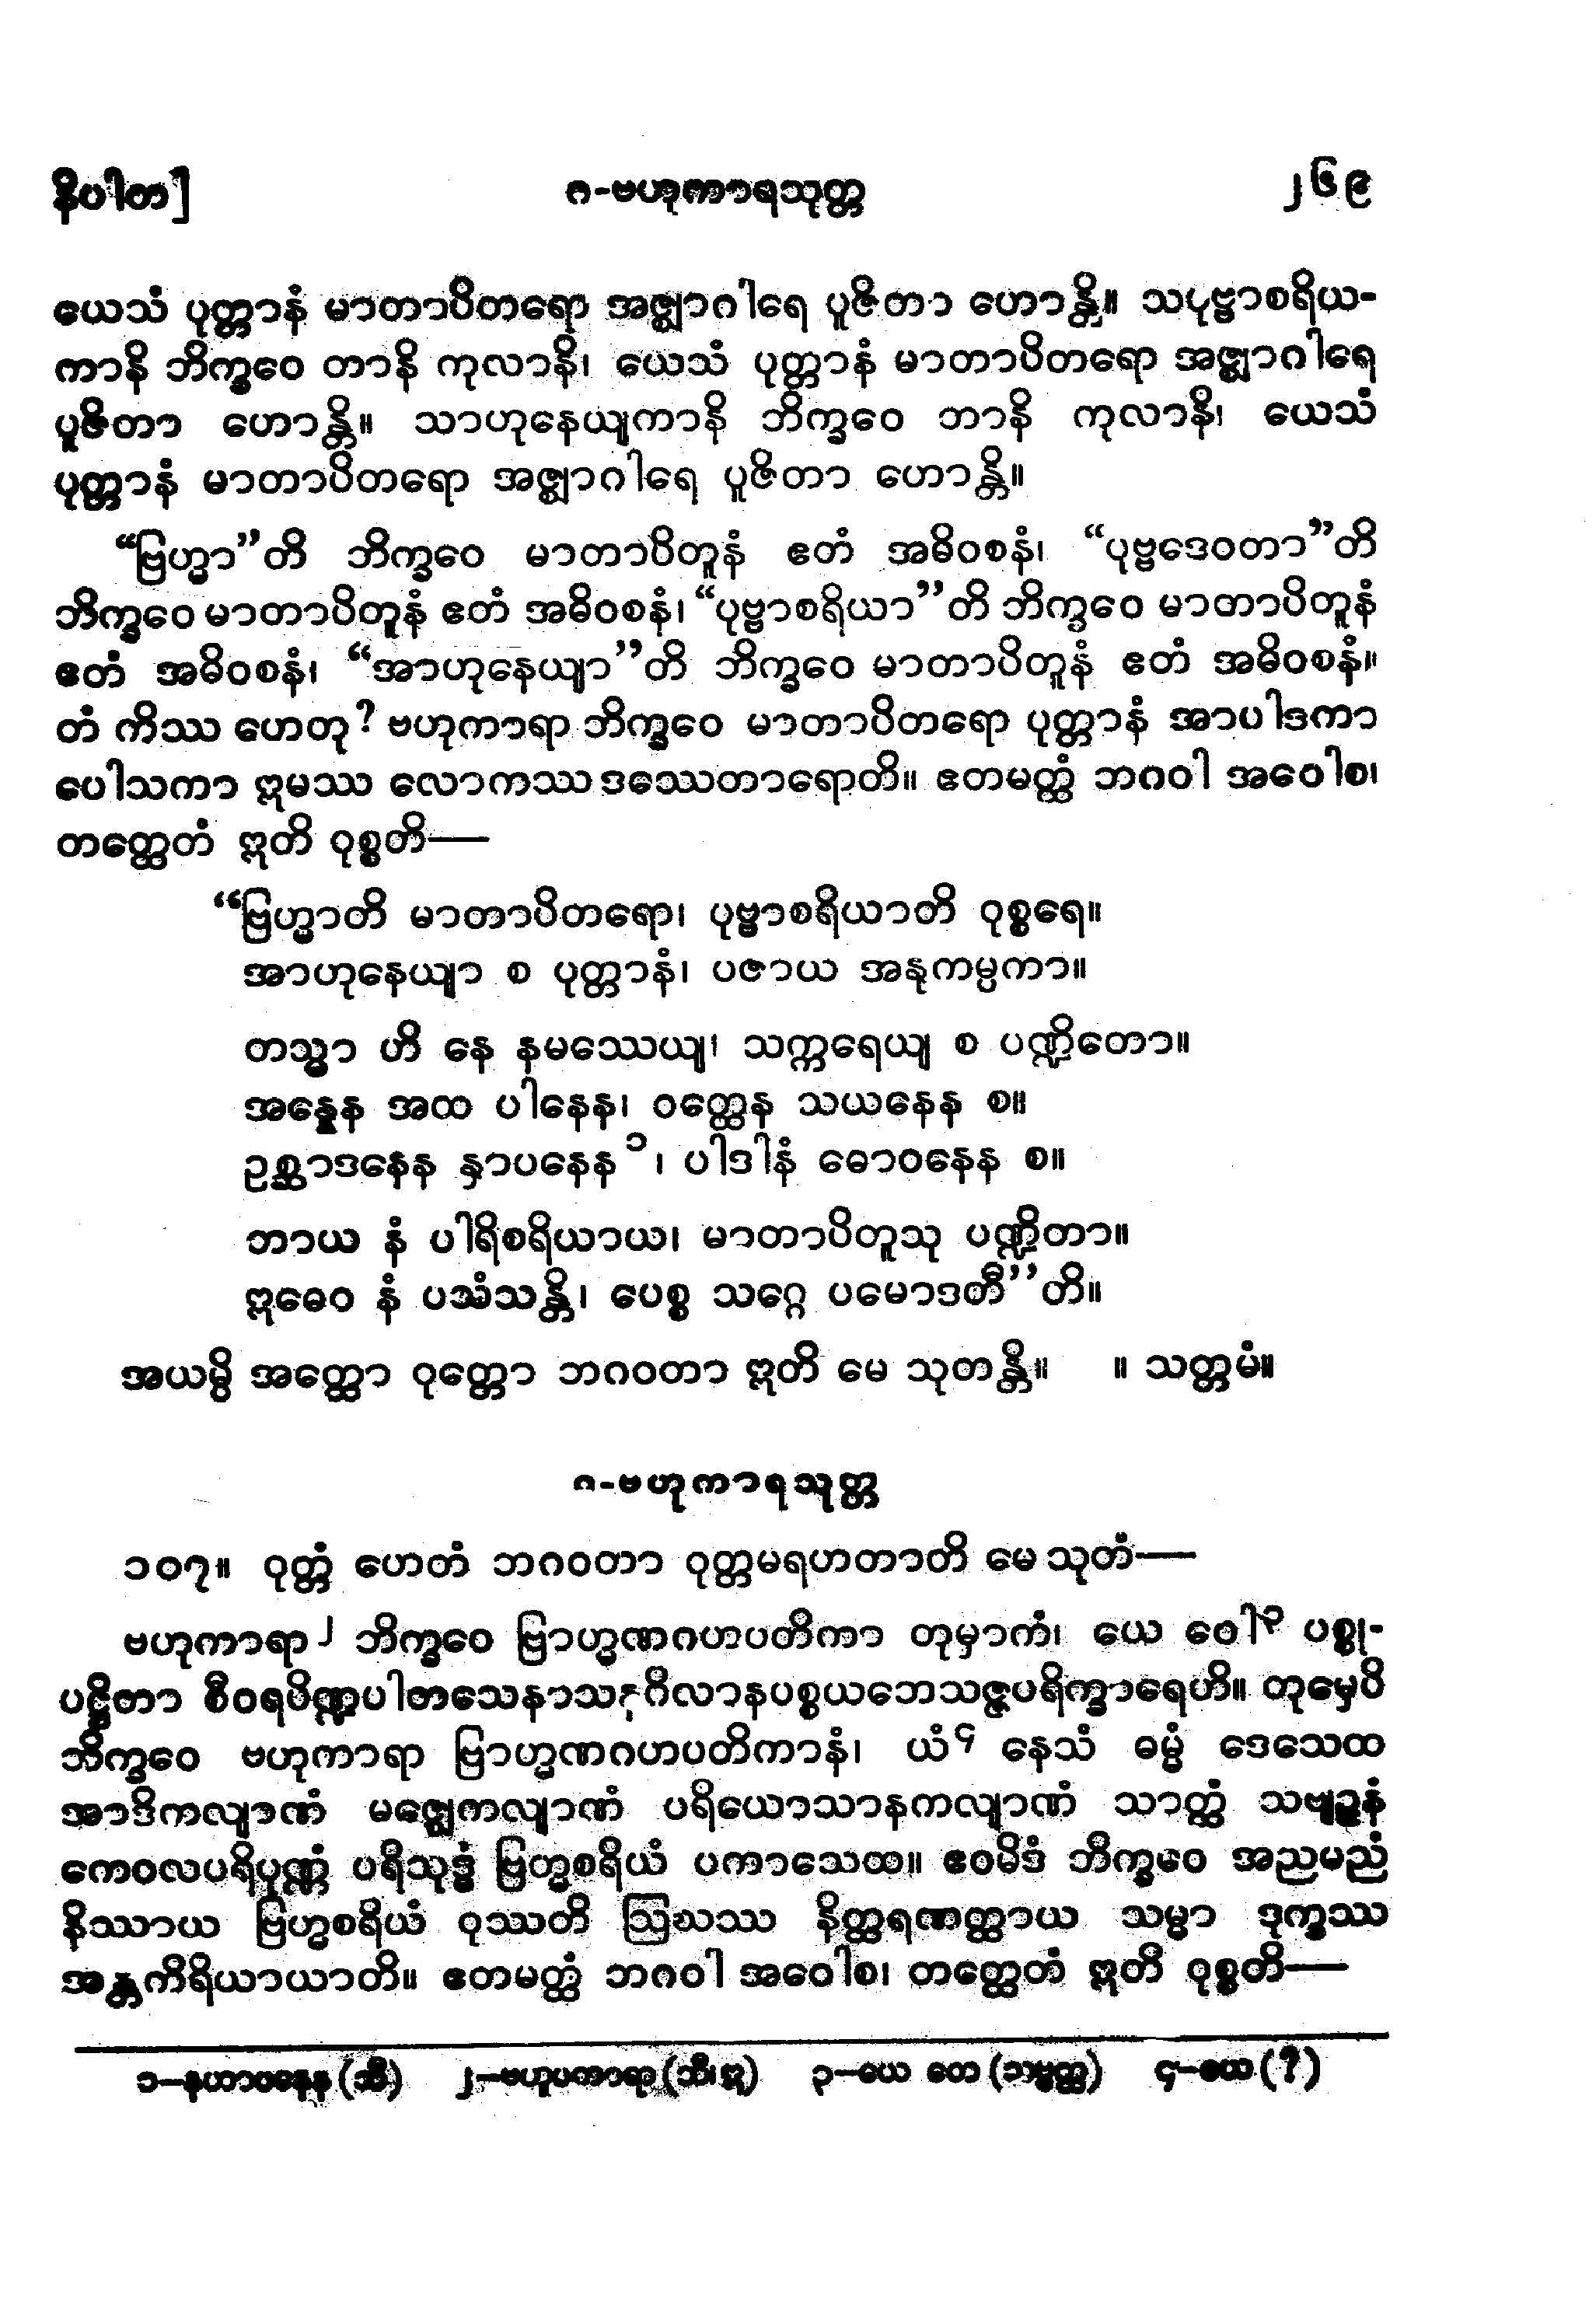 နိပါတ]	ဂ-ဗဟုကာရသုတ္တ	၂၆၉
ယေသံ ပုတ္တာနံ မာတာပိတရော အဇ္ဈာဂါရေ ပူဇိတာ ဟောန္တိ။ သပုဗ္ဗာစရိယ-
ကာနိ ဘိက္ခဝေ တာနိ ကုလာနိ၊ ယေသံ ပုတ္တာနံ မာတာပိတရော အဇ္ဈာဂါရေ
ပူဇိတာ ဟောန္တိ။ သာဟုနေယျကာနိ ဘိက္ခဝေ ဘာနိ ကုလာနိ၊ ယေသံ
ပုတ္တာနံ မာတာပိတရော အဇ္ဈာဂါရေ ပူဇိတာ ဟောန္တိ။
“ဗြဟ္မာ”တိ ဘိက္ခဝေ မာတာပိတူနံ ဧတံ အဓိဝစနံ၊ “ပုဗ္ဗဒေဝတာ”တိ
ဘိက္ခဝေ မာတာပိတူနံ ဧတံ အဓိဝစနံ၊ “ပုဗ္ဗာစရိယာ”တိ ဘိက္ခဝေ မာတာပိတူနံ
ဧတံ အဓိဝစနံ၊ “အာဟုနေယျာ”တိ ဘိက္ခဝေ မာတာပိတူနံ ဧတံ အဓိဝစနံ။
တံ ကိဿ ဟေတု? ဗဟုကာရာ ဘိက္ခဝေ မာတာပိတရော ပုတ္တာနံ အာပါဒကာ
ပေါသကာ ဣမဿ လောကဿ ဒဿေတာရောတိ။ ဧတမတ္ထံ ဘဂဝါ အဝေါစ၊
တတ္ထေတံ ဣတိ ဝုစ္စတိ—
“ဗြဟ္မာတိ မာတာပိတရော၊ ပုဗ္ဗာစရိယာတိ ဝုစ္စရေ။
အာဟုနေယျာ စ ပုတ္တာနံ၊ ပဇာယ အနုကမ္ပကာ။
တသ္မာ ဟိ နေ နမဿေယျ၊ သက္ကရေယျ စ ပဏ္ဍိတော။
အန္နေန အထ ပါနေန၊ ဝတ္ထေန သယနေန စ။
ဥစ္ဆာဒနေန နှာပနေန၁၊ ပါဒါနံ ဓောဝနေန စ။
ဘာယ နံ ပါရိစရိယာယ၊ မာတာပိတူသု ပဏ္ဍိတာ။
ဣဓေဝ နံ ပသံသန္တိ၊ ပေစ္စ သဂ္ဂေ ပမောဒတီ”တိ။
အယမ္ပိ အတ္ထော ဝုတ္တော ဘဂဝတာ ဣတိ မေ သုတန္တိ။ ။ သတ္တမံ။
ဂ-ဗဟုကာရသုတ္တ
၁၀၇။ ဝုတ္တံ ဟေတံ ဘဂဝတာ ဝုတ္တမရဟတာတိ မေ သုတံ—
ဗဟုကာရာ၂ ဘိက္ခဝေ ဗြာဟ္မဏဂဟပတိကာ တုမှာကံ၊ ယေ ဝေါ၃ ပစ္စု-
ပဋ္ဌိတာ စီဝရပိဏ္ဍပါတသေနာသနဂိလာနပစ္စယဘေသဇ္ဇပရိက္ခာရေဟိ။ တုမှေပိ
ဘိက္ခဝေ ဗဟုကာရာ ဗြာဟ္မဏဂဟပတိကာနံ၊ ယံ၄ နေသံ ဓမ္မံ ဒေသေထ
အာဒိကလျာဏံ မဇ္ဈေကလျာဏံ ပရိယောသာနကလျာဏံ သာတ္ထံ သဗျဉ္ဇနံ
ကေဝလပရိပုဏ္ဏံ ပရိသုဒ္ဓံ ဗြဟ္မစရိယံ ပကာသေထ။ ဧဝမိဒံ ဘိက္ခဝေ အညမညံ
နိဿာယ ဗြဟ္မစရိယံ ဝုဿတိ ဩဃဿ နိတ္ထရဏတ္ထာယ သမ္မာ ဒုက္ခဿ
အန္တကိရိယာယာတိ။ ဧတမတ္ထံ ဘဂဝါ အဝေါစ၊ တတ္ထေတံ ဣတိ ဝုစ္စတိ—
၁—နဟာပနေန (သီ) ၂—ဗဟုပကာရာ (သီ၊ ဣ) ၃—ယေ တေ (သဗ္ဗတ္ထ) ၄—ယေ (?)